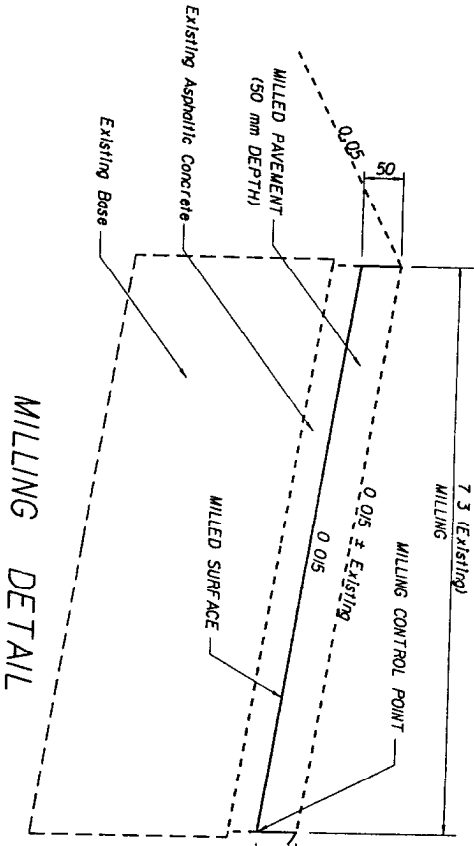 7 3 (Existing)
MILLING
50
0.05
MILLED PAVEMENT
(50 mm DEPTH)
Existing Asphaltic Concrete
Existing Base
0 015 ± Existing
0 015
MILLING CONTROL POINT
MILLED SURFACE
MILLING DETAIL